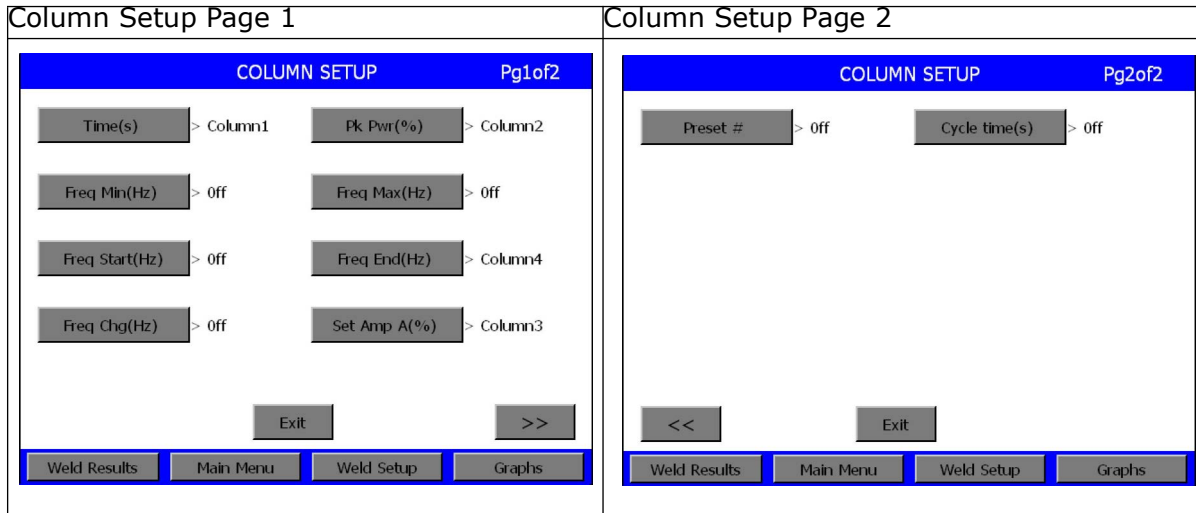 Column Setup Page 1
COLUMN SETUP Pg1of2
Time(s) > Column1 Pk Pwr(%) > Column2
Freq Min(Hz) > Off Freq Max(Hz) > Off
Freq Start(Hz) > Off Freq End(Hz) > Column4
Freq Chg(Hz) > Off Set Amp A(%) > Column3
Exit >>
Weld Results Main Menu Weld Setup Graphs
Column Setup Page 2
COLUMN SETUP Pg2of2
Preset # > Off Cycle time(s) > Off
<< Exit
Weld Results Main Menu Weld Setup Graphs